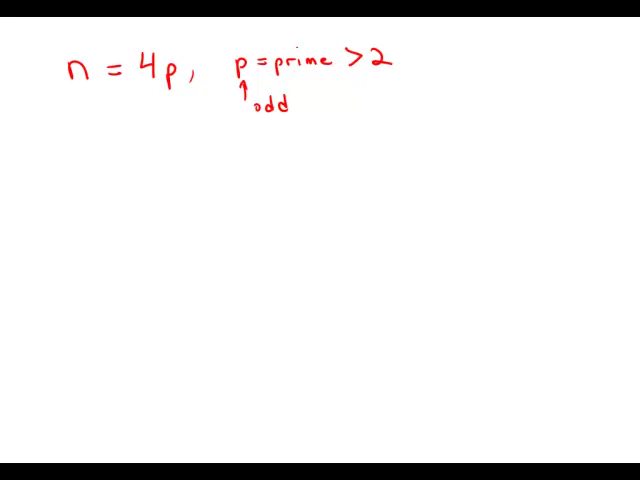 n = 4p, p = prime > 2
↑
odd